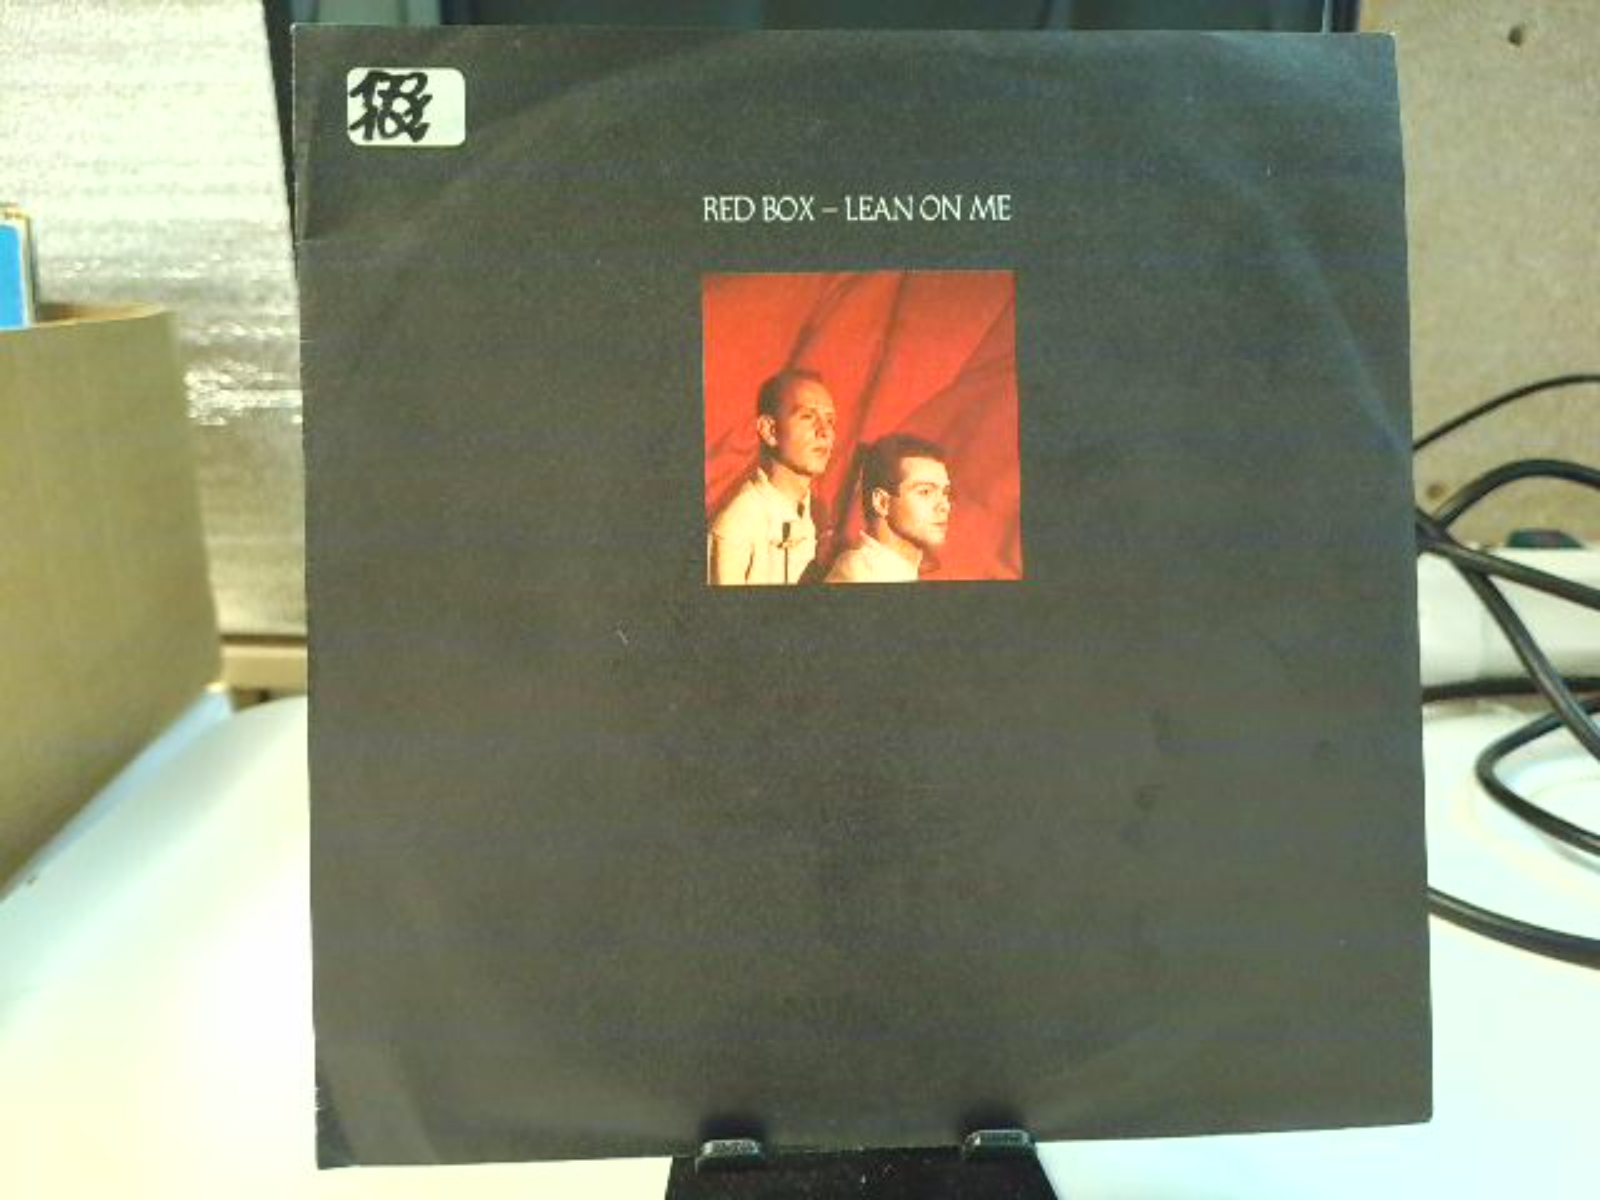 RED BOX – LEAN ON ME